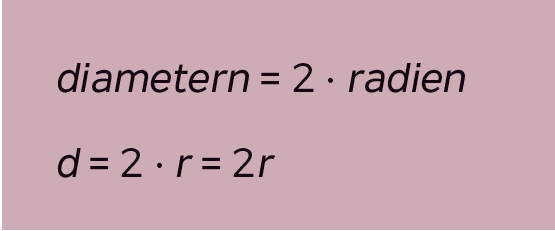 diametern = 2 · radien
d = 2 · r = 2r